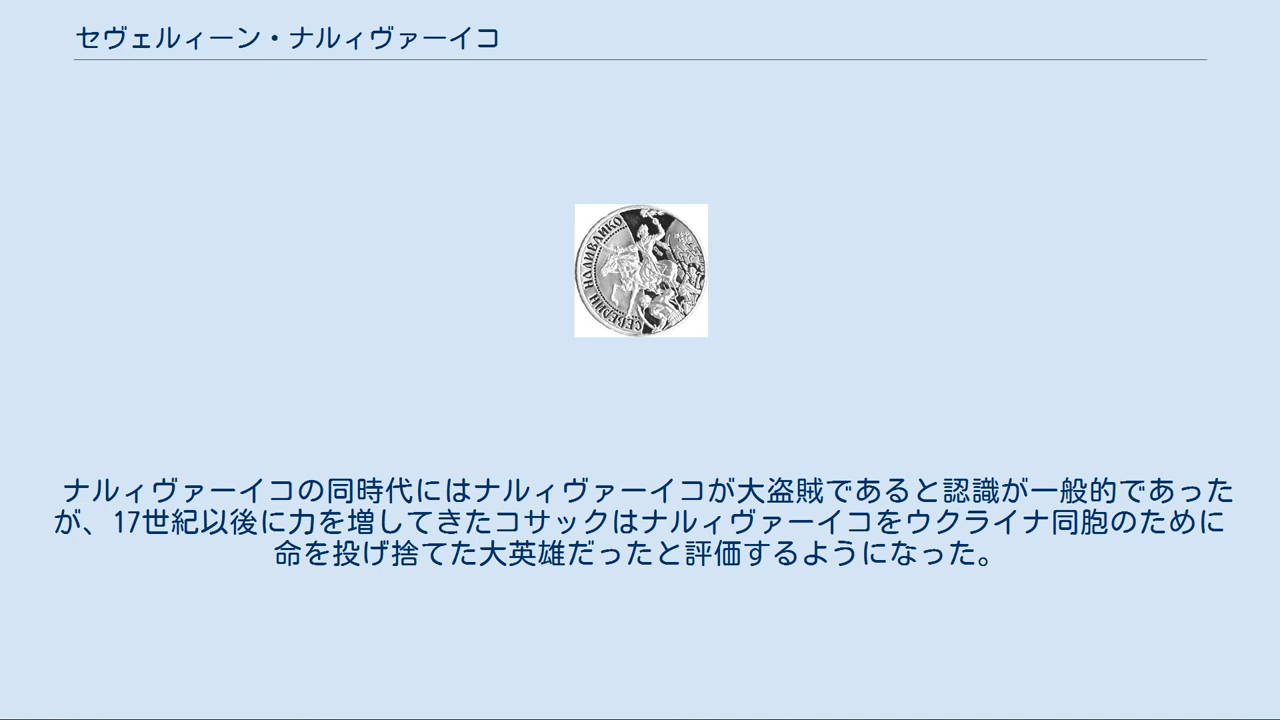 セヴェルィーン・ナルィヴァーイコ
СЕВЕРИН НАЛИВАЙКО
ナルィヴァーイコの同時代にはナルィヴァーイコが大盗賊であると認識が一般的であった
が、17世紀以後に力を増してきたコサックはナルィヴァーイコをウクライナ同胞のために
命を投げ捨てた大英雄だったと評価するようになった。